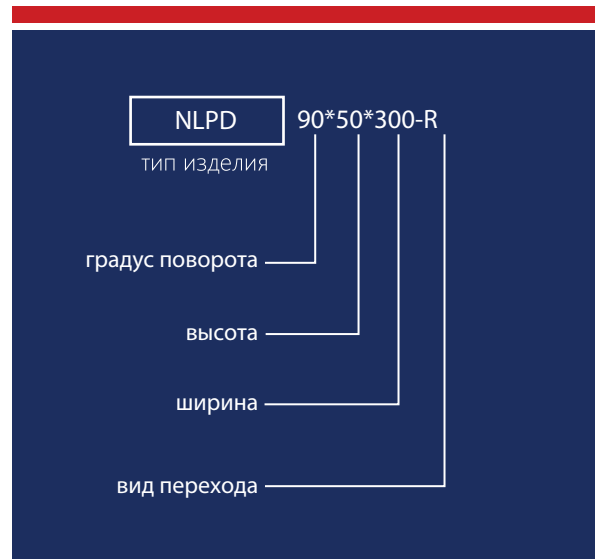 NLPD 90*50*300-R
тип изделия
градус поворота
высота
ширина
вид перехода